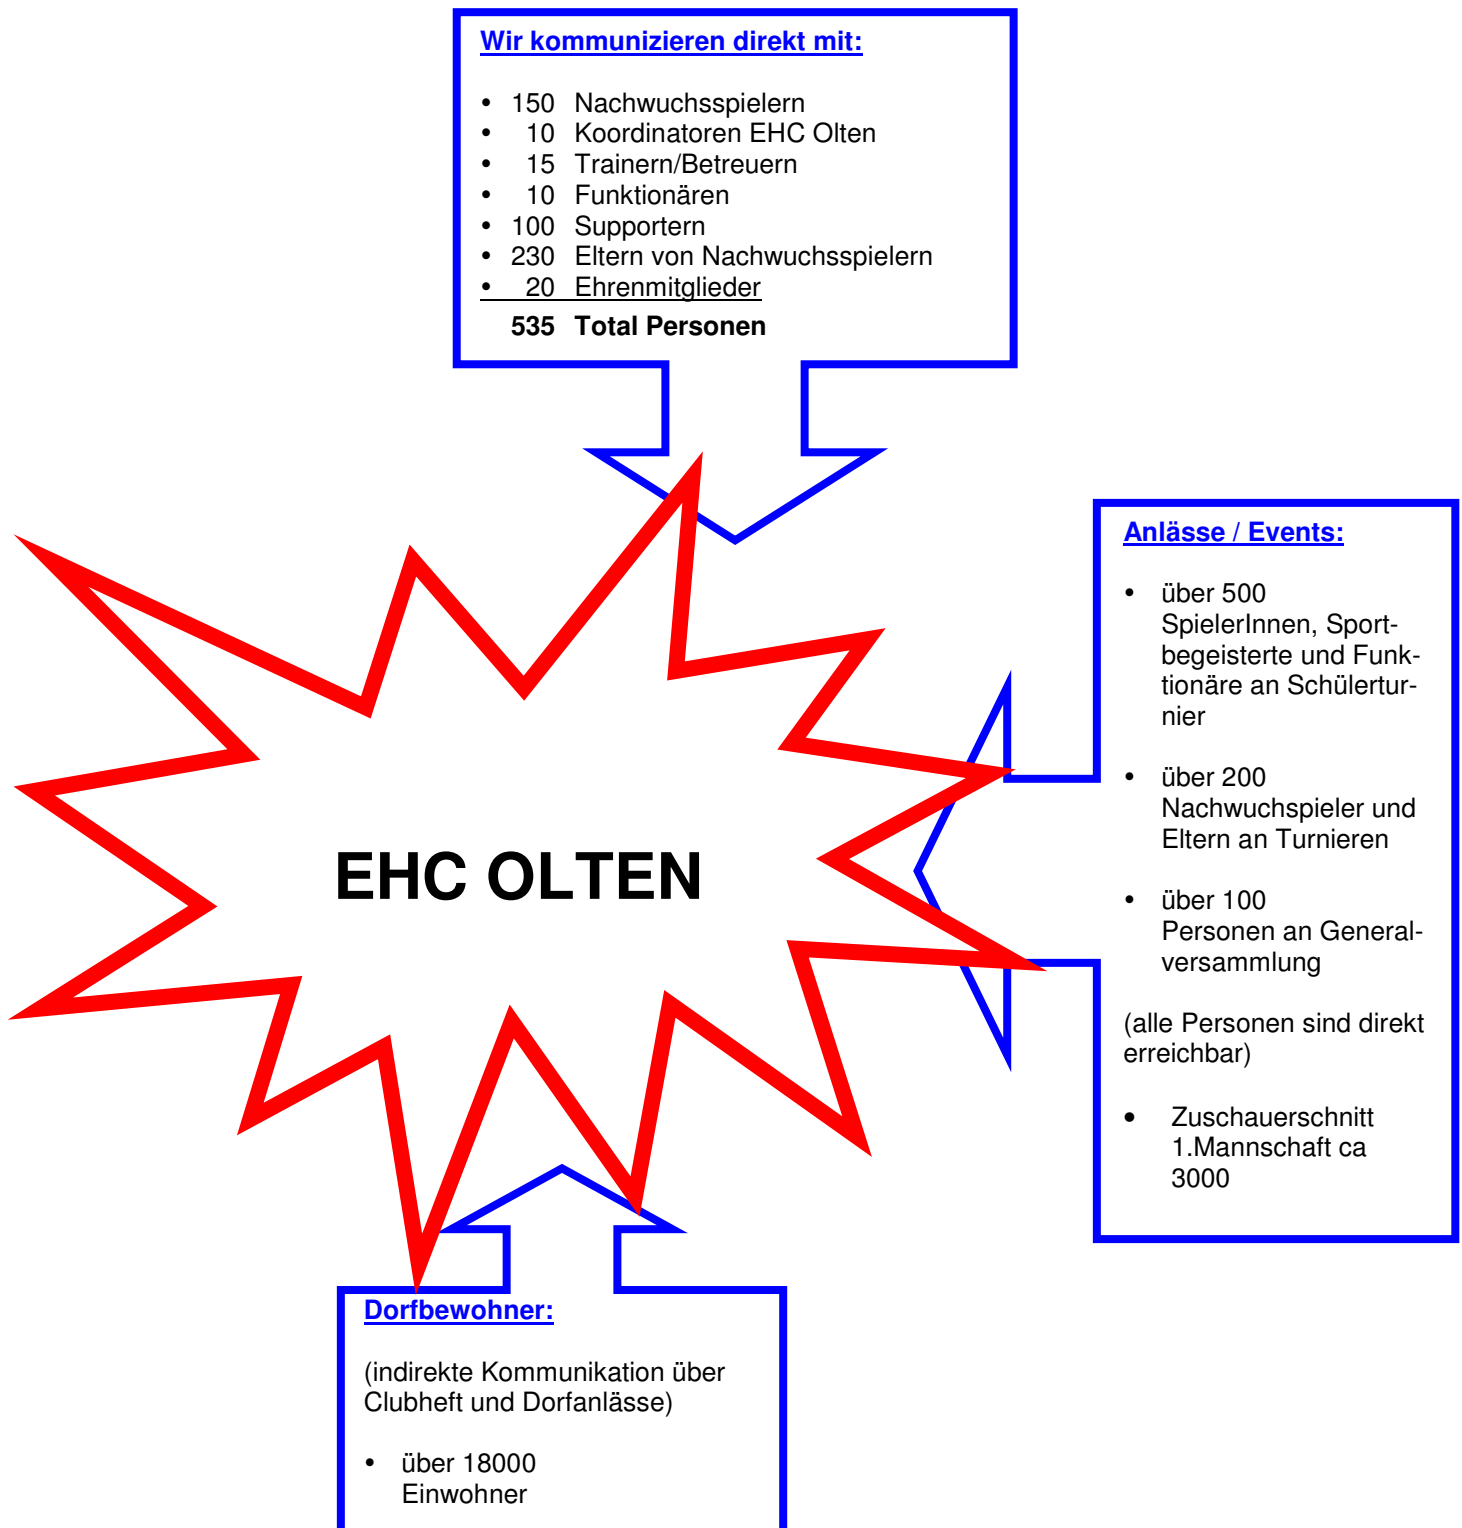 Wir kommunizieren direkt mit:
• 150 Nachwuchsspielern
• 10 Koordinatoren EHC Olten
• 15 Trainern/Betreuern
• 10 Funktionären
• 100 Supportern
• 230 Eltern von Nachwuchsspielern
• 20 Ehrenmitglieder
535 Total Personen
Anlässe / Events:
• über 500
SpielerInnen, Sport-
begeisterte und Funk-
tionäre an Schülertur-
nier
• über 200
Nachwuchspieler und
Eltern an Turnieren
• über 100
Personen an General-
versammlung
(alle Personen sind direkt
erreichbar)
• Zuschauerschnitt
1.Mannschaft ca
3000
EHC OLTEN
Dorfbewohner:
(indirekte Kommunikation über
Clubheft und Dorfanlässe)
• über 18000
Einwohner